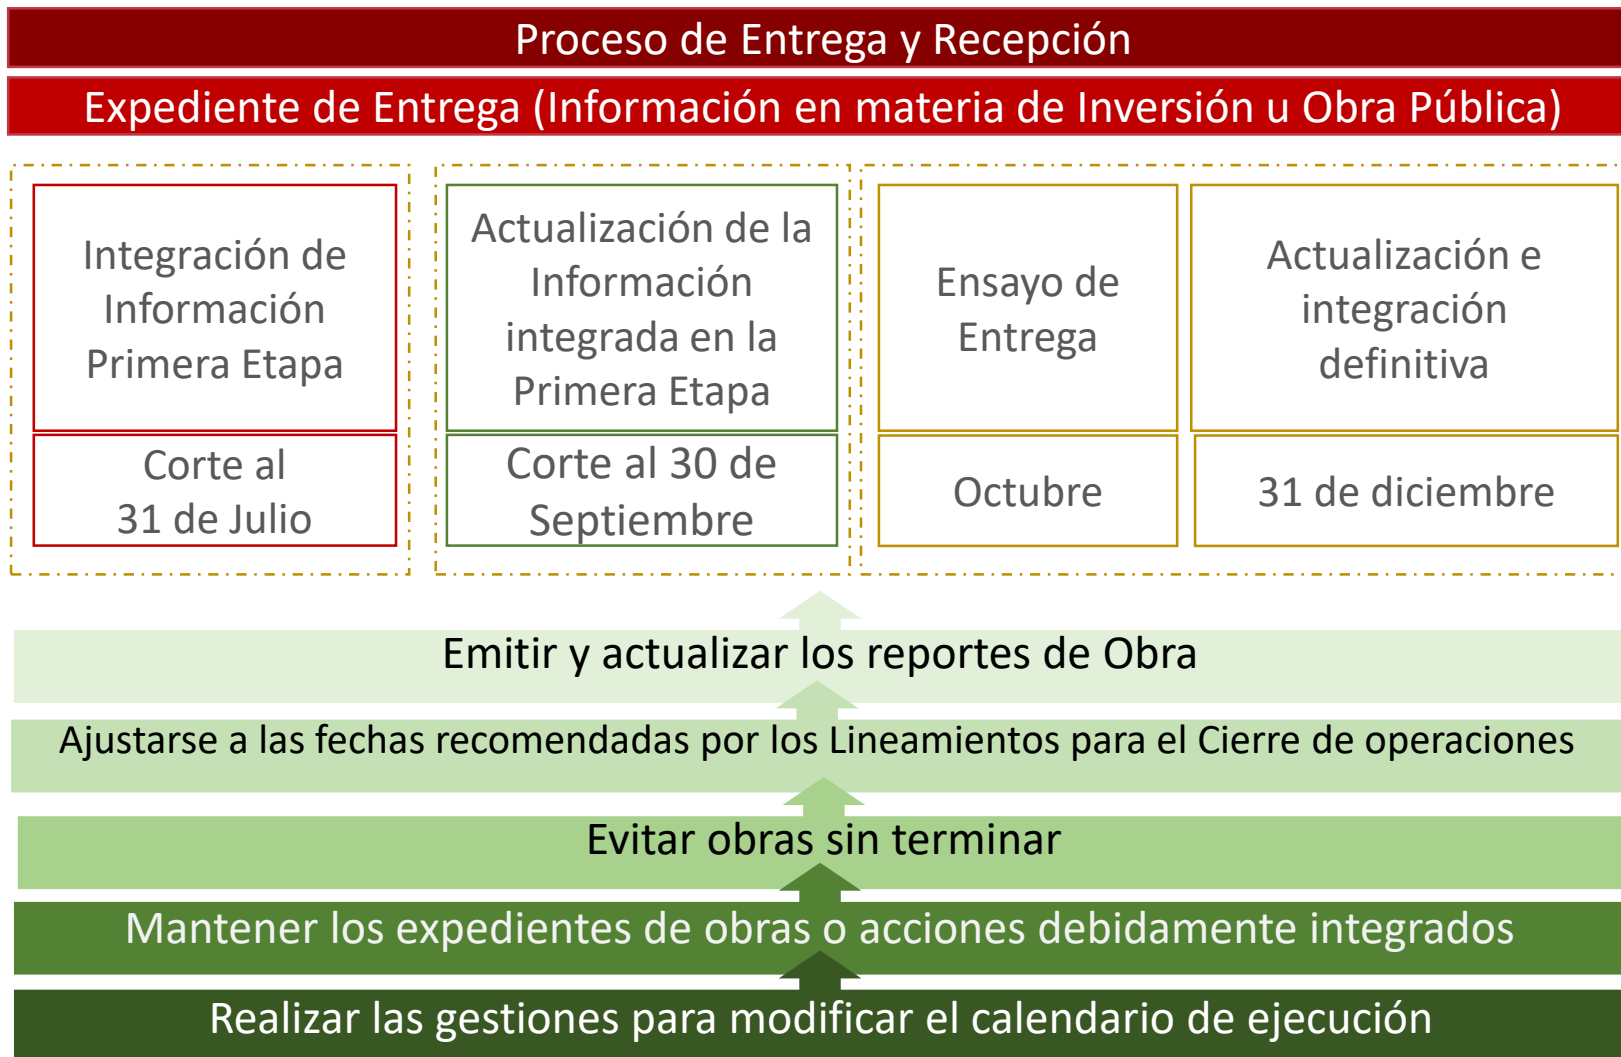 Proceso de Entrega y Recepción
Expediente de Entrega (Información en materia de Inversión u Obra Pública)
Integración de
Información
Primera Etapa
Corte al
31 de Julio
Actualización de la
Información
integrada en la
Primera Etapa
Corte al 30 de
Septiembre
Ensayo de
Entrega
Octubre
Actualización e
integración
definitiva
31 de diciembre
Emitir y actualizar los reportes de Obra
Ajustarse a las fechas recomendadas por los Lineamientos para el Cierre de operaciones
Evitar obras sin terminar
Mantener los expedientes de obras o acciones debidamente integrados
Realizar las gestiones para modificar el calendario de ejecución